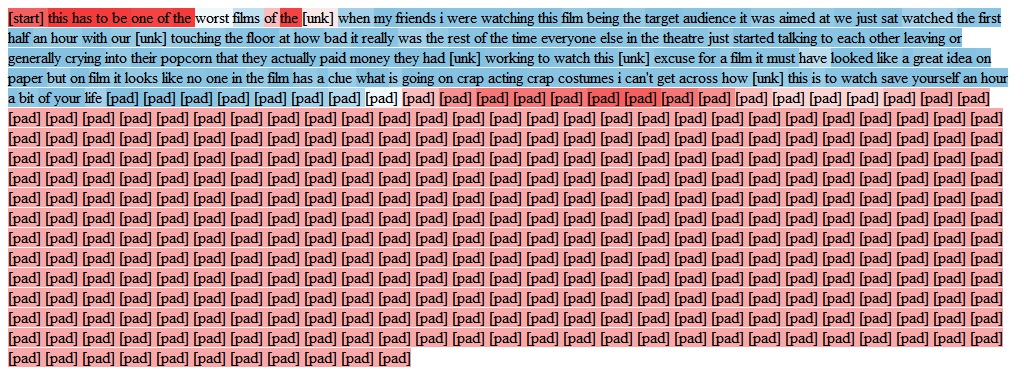 [start] this has to be one of the worst films of the [unk] when my friends i were watching this film being the target audience it was aimed at we just sat watched the first
half an hour with our [unk] touching the floor at how bad it really was the rest of the time everyone else in the theatre just started talking to each other leaving or
generally crying into their popcorn that they actually paid money they had [unk] working to watch this [unk] excuse for a film it must have looked like a great idea on
paper but on film it looks like no one in the film has a clue what is going on crap acting crap costumes i can't get across how [unk] this is to watch save yourself an hour
a bit of your life [pad] [pad] [pad] [pad] [pad] [pad] [pad] [pad] [pad] [pad] [pad] [pad] [pad] [pad] [pad] [pad] [pad] [pad] [pad] [pad] [pad] [pad] [pad] [pad]
[pad] [pad] [pad] [pad] [pad] [pad] [pad] [pad] [pad] [pad] [pad] [pad] [pad] [pad] [pad] [pad] [pad] [pad] [pad] [pad] [pad] [pad] [pad] [pad] [pad] [pad] [pad]
[pad] [pad] [pad] [pad] [pad] [pad] [pad] [pad] [pad] [pad] [pad] [pad] [pad] [pad] [pad] [pad] [pad] [pad] [pad] [pad] [pad] [pad] [pad] [pad] [pad] [pad] [pad]
[pad] [pad] [pad] [pad] [pad] [pad] [pad] [pad] [pad] [pad] [pad] [pad] [pad] [pad] [pad] [pad] [pad] [pad] [pad] [pad] [pad] [pad] [pad] [pad] [pad] [pad] [pad]
[pad] [pad] [pad] [pad] [pad] [pad] [pad] [pad] [pad] [pad] [pad] [pad] [pad] [pad] [pad] [pad] [pad] [pad] [pad] [pad] [pad] [pad] [pad] [pad] [pad] [pad] [pad]
[pad] [pad] [pad] [pad] [pad] [pad] [pad] [pad] [pad] [pad] [pad] [pad] [pad] [pad] [pad] [pad] [pad] [pad] [pad] [pad] [pad] [pad] [pad] [pad] [pad] [pad] [pad]
[pad] [pad] [pad] [pad] [pad] [pad] [pad] [pad] [pad] [pad] [pad] [pad] [pad] [pad] [pad] [pad] [pad] [pad] [pad] [pad] [pad] [pad] [pad] [pad] [pad] [pad] [pad]
[pad] [pad] [pad] [pad] [pad] [pad] [pad] [pad] [pad] [pad] [pad] [pad] [pad] [pad] [pad] [pad] [pad] [pad] [pad] [pad] [pad] [pad] [pad] [pad] [pad] [pad] [pad]
[pad] [pad] [pad] [pad] [pad] [pad] [pad] [pad] [pad] [pad] [pad] [pad] [pad] [pad] [pad] [pad] [pad] [pad] [pad] [pad] [pad] [pad] [pad] [pad] [pad] [pad] [pad]
[pad] [pad] [pad] [pad] [pad] [pad] [pad] [pad] [pad] [pad] [pad] [pad] [pad] [pad] [pad] [pad] [pad] [pad] [pad] [pad] [pad] [pad] [pad] [pad] [pad] [pad] [pad]
[pad] [pad] [pad] [pad] [pad] [pad] [pad] [pad] [pad] [pad] [pad] [pad] [pad] [pad] [pad] [pad] [pad] [pad] [pad] [pad] [pad] [pad] [pad] [pad] [pad] [pad] [pad]
[pad] [pad] [pad] [pad] [pad] [pad] [pad] [pad] [pad] [pad] [pad] [pad] [pad] [pad] [pad] [pad] [pad] [pad] [pad] [pad] [pad] [pad] [pad] [pad] [pad] [pad] [pad]
[pad] [pad] [pad] [pad] [pad] [pad] [pad] [pad] [pad] [pad] [pad] [pad] [pad] [pad] [pad] [pad] [pad] [pad] [pad] [pad] [pad] [pad] [pad] [pad] [pad] [pad] [pad]
[pad] [pad] [pad] [pad] [pad] [pad] [pad] [pad] [pad] [pad] [pad]